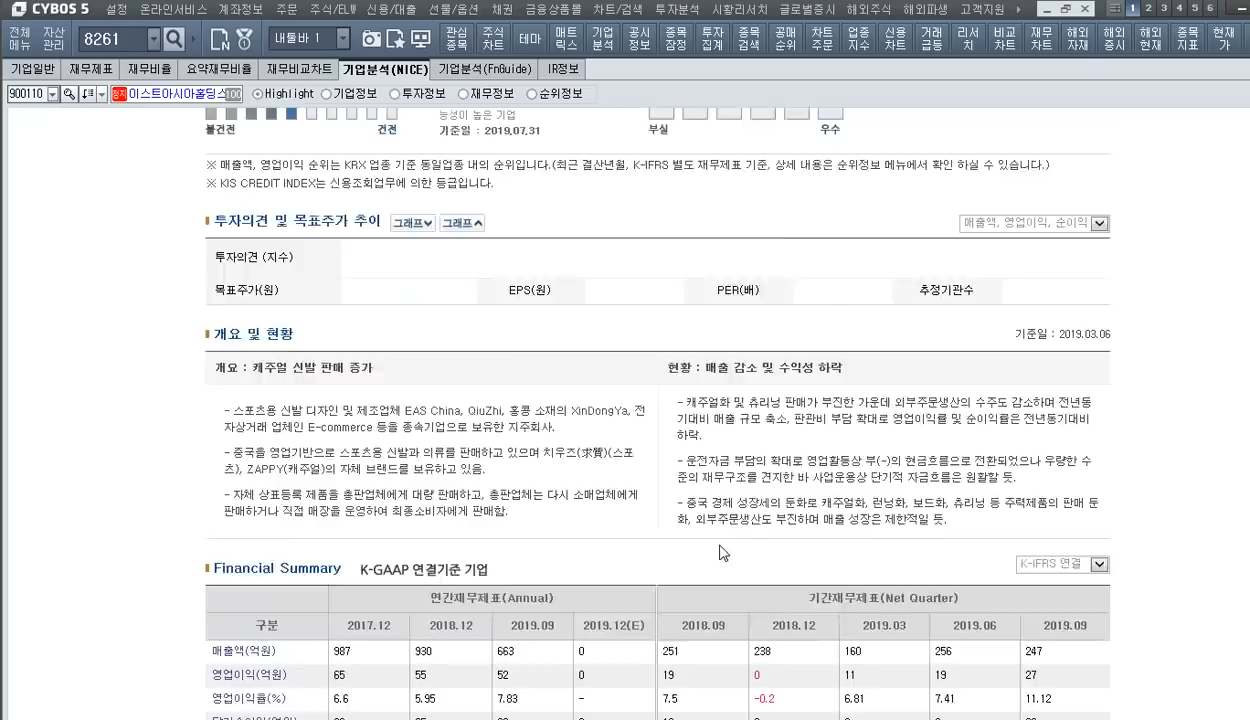 CYBOS 5 설정 온라인서비스 계좌정보 주문 주식/ELW 신용/대출 선물/옵션 채권 금융상품몰 차트/검색 투자분석 시황리서치 글로벌증시 해외주식 해외파생 고객지원 1 2 3 4 5 6
전체메뉴 자산관리 8261 내툴바 1 관심종목 주식차트 테마 매트릭스 기업분석 공시정보 종목잠정 투자집계 종목검색 공매순위 차트주문 업종지수 신용차트 거래급등 리서치 비교차트 재무차트 해외자재 해외증시 해외현재 종목지표 현재가
기업일반 재무제표 재무비율 요약재무비율 재무비교차트 기업분석(NICE) 기업분석(FnGuide) IR정보
900110 정지 이스트아시아홀딩스 100 Highlight 기업정보 투자정보 재무정보 순위정보
능성이 높은 기업
불건전 건전 기준일 : 2019.07.31 부실 우수
※ 매출액, 영업이익 순위는 KRX 업종 기준 동일업종 내의 순위입니다.(최근 결산년월, K-IFRS 별도 재무제표 기준, 상세 내용은 순위정보 메뉴에서 확인 하실 수 있습니다.)
※ KIS CREDIT INDEX는 신용조회업무에 의한 등급입니다.
투자의견 및 목표주가 추이 그래프 그래프 매출액, 영업이익, 순이익
투자의견 (지수)
목표주가(원) EPS(원) PER(배) 추정기관수
개요 및 현황 기준일 : 2019.03.06
개요 : 캐주얼 신발 판매 증가 현황 : 매출 감소 및 수익성 하락
- 스포츠용 신발 디자인 및 제조업체 EAS China, QiuZhi, 홍콩 소재의 XinDongYa, 전
자상거래 업체인 E-commerce 등을 종속기업으로 보유한 지주회사.
- 중국을 영업기반으로 스포츠용 신발과 의류를 판매하고 있으며 치우즈(求質)(스포
츠), ZAPPY(캐주얼)의 자체 브랜드를 보유하고 있음.
- 자체 상표등록 제품을 총판업체에게 대량 판매하고, 총판업체는 다시 소매업체에게
판매하거나 직접 매장을 운영하여 최종소비자에게 판매함.
- 캐주얼화 및 츄리닝 판매가 부진한 가운데 외부주문생산의 수주도 감소하며 전년동
기대비 매출 규모 축소, 판관비 부담 확대로 영업이익률 및 순이익률은 전년동기대비
하락.
- 운전자금 부담의 확대로 영업활동상 부(-)의 현금흐름으로 전환되었으나 우량한 수
준의 재무구조를 견지한 바 사업운용상 단기적 자금흐름은 원활할 듯.
- 중국 경제 성장세의 둔화로 캐주얼화, 런닝화, 보드화, 츄리닝 등 주력제품의 판매 둔
화, 외부주문생산도 부진하며 매출 성장은 제한적일 듯.
Financial Summary K-GAAP 연결기준 기업 K-IFRS 연결
연간재무제표(Annual) 기간재무제표(Net Quarter)
구분 2017.12 2018.12 2019.09 2019.12(E) 2018.09 2018.12 2019.03 2019.06 2019.09
매출액(억원) 987 930 663 0 251 238 160 256 247
영업이익(억원) 65 55 52 0 19 0 11 19 27
영업이익율(%) 6.6 5.95 7.83 - 7.5 -0.2 6.81 7.41 11.12